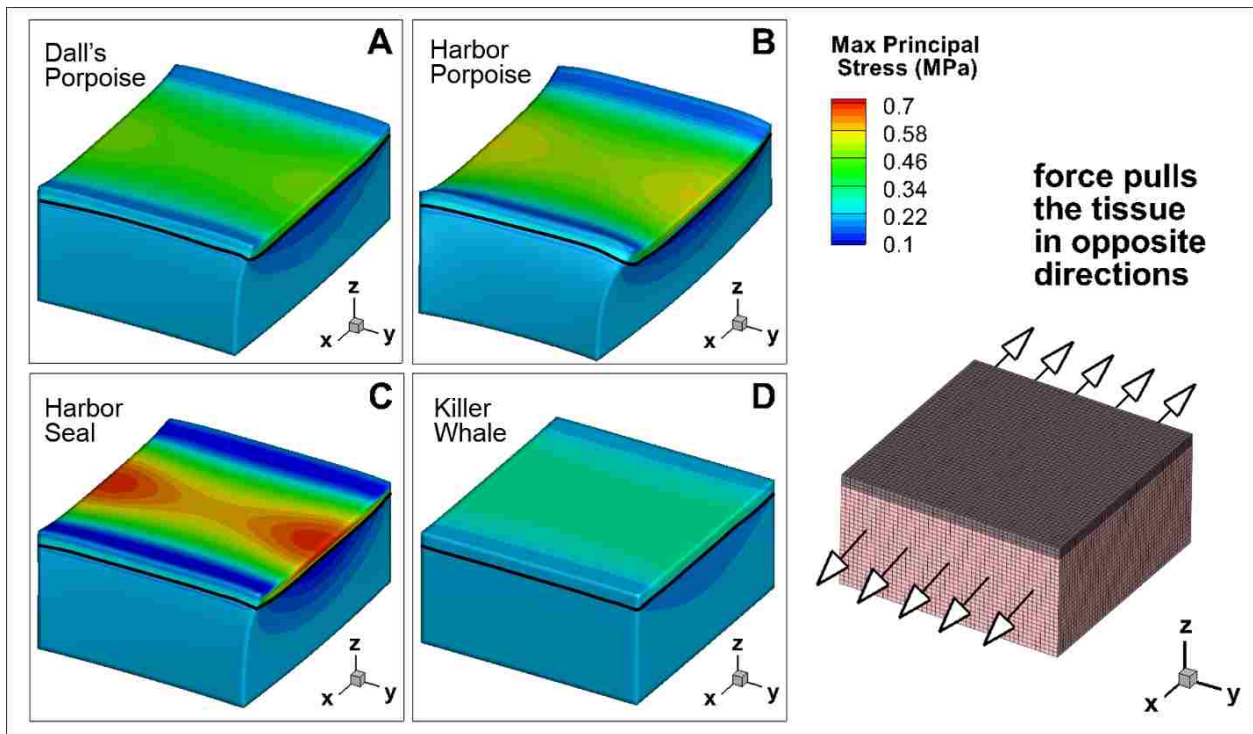 A
Dall's
Porpoise
z
x
y
B
Harbor
Porpoise
z
x
y
Max Principal
Stress (MPa)
0.7
0.58
0.46
0.34
0.22
0.1
force pulls
the tissue
in opposite
directions
C
Harbor
Seal
z
x
y
D
Killer
Whale
z
x
y
z
x
y